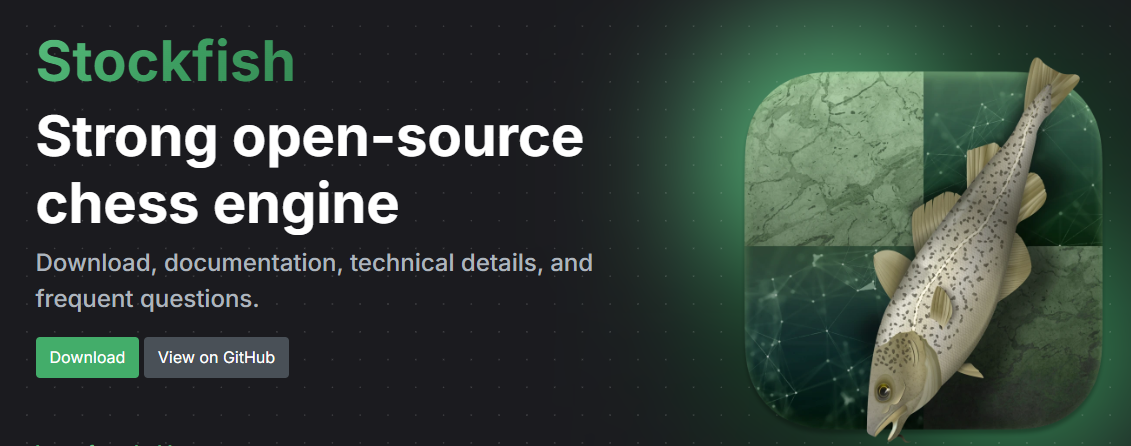 Stockfish
Strong open-source
chess engine
Download, documentation, technical details, and
frequent questions.
Download
View on GitHub